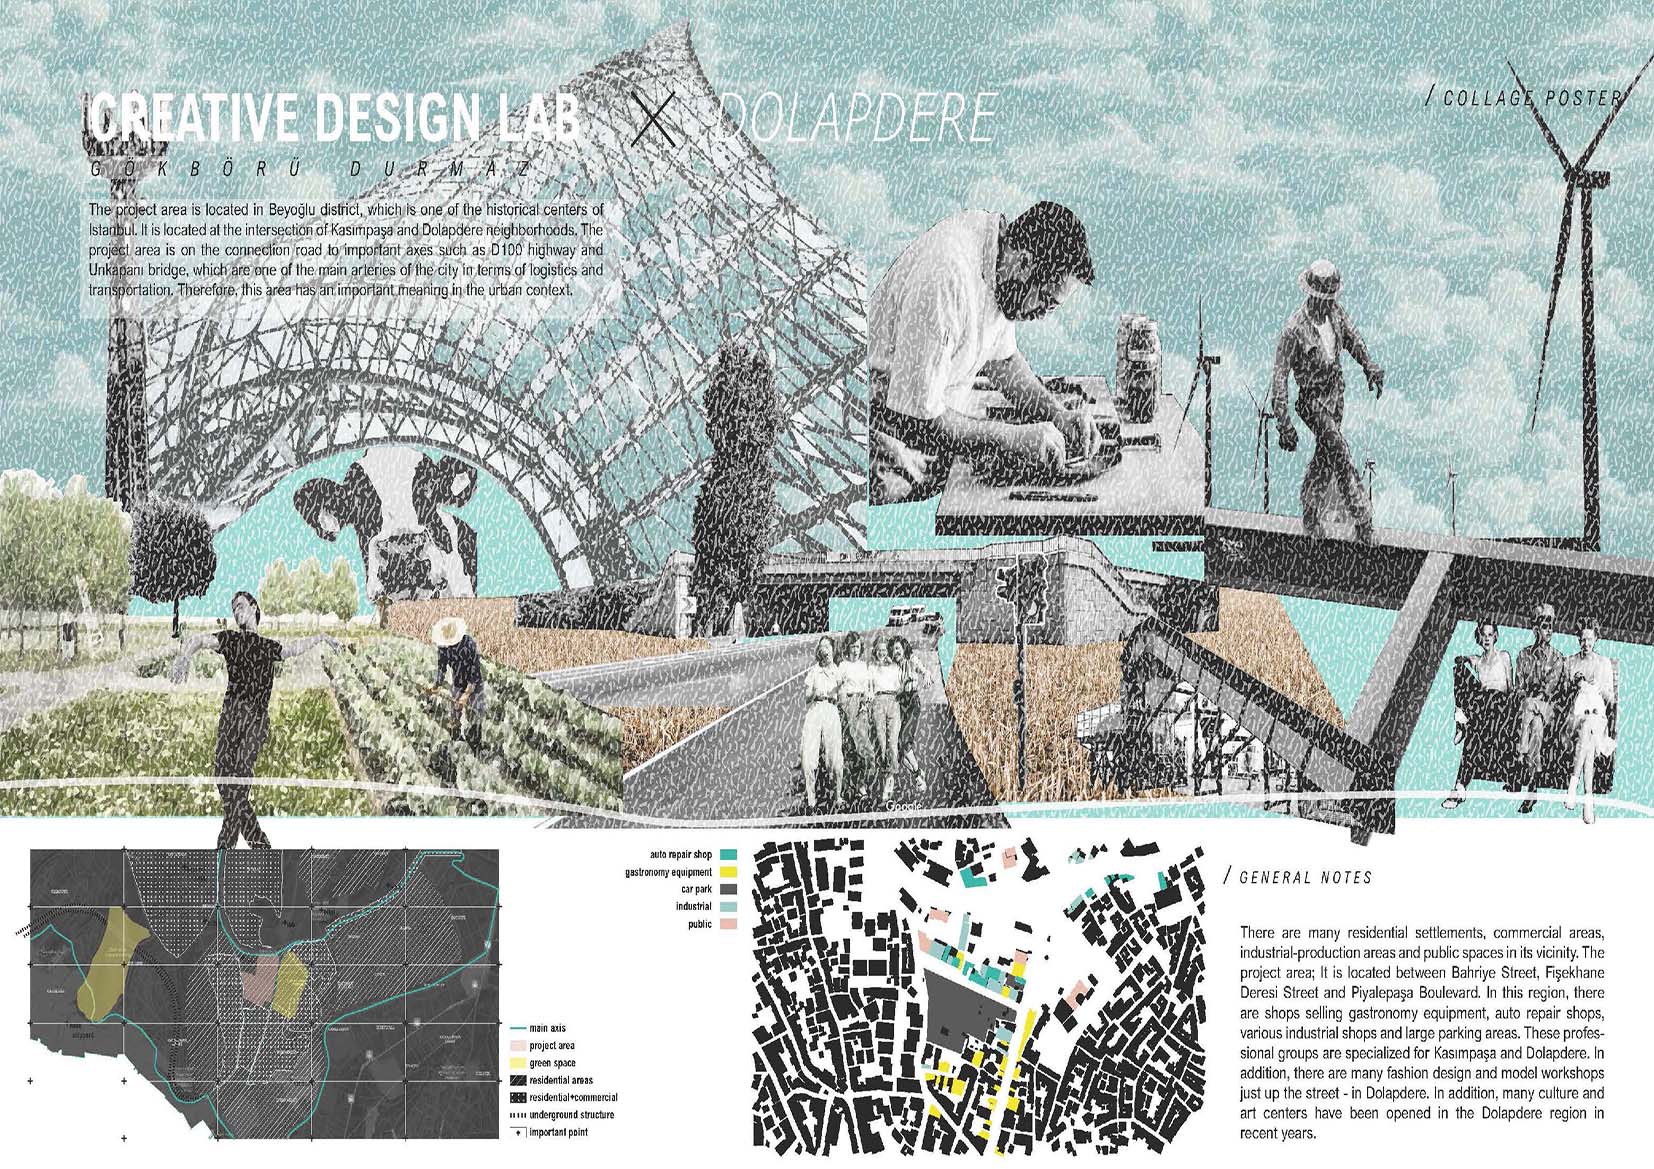 CREATIVE DESIGN LAB X DOLAPDERE
/ COLLAGE POSTER
GÖKBÖRÜ DURMAZ
The project area is located in Beyoğlu district, which is one of the historical centers of
Istanbul. It is located at the intersection of Kasımpaşa and Dolapdere neighborhoods. The
project area is on the connection road to important axes such as D100 highway and
Unkapanı bridge, which are one of the main arteries of the city in terms of logistics and
transportation. Therefore, this area has an important meaning in the urban context.
Google
main axis
project area
green space
residential areas
residential+commercial
underground structure
important point
auto repair shop
gastronomy equipment
car park
industrial
public
/ GENERAL NOTES
There are many residential settlements, commercial areas,
industrial-production areas and public spaces in its vicinity. The
project area; It is located between Bahriye Street, Fişekhane
Deresi Street and Piyalepaşa Boulevard. In this region, there
are shops selling gastronomy equipment, auto repair shops,
various industrial shops and large parking areas. These profes-
sional groups are specialized for Kasımpaşa and Dolapdere. In
addition, there are many fashion design and model workshops
just up the street - in Dolapdere. In addition, many culture and
art centers have been opened in the Dolapdere region in
recent years.